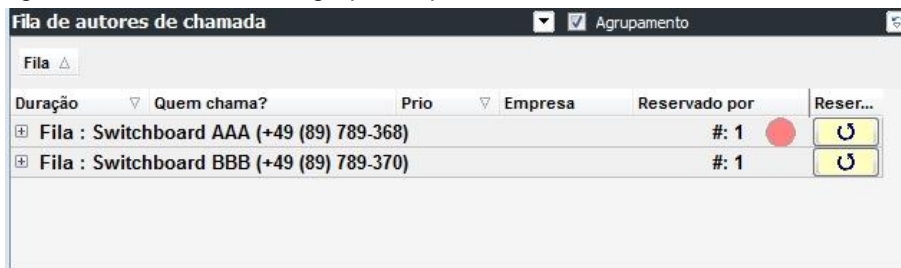 Fila de autores de chamada Agrupamento
Fila
Duração Quem chama? Prio Empresa Reservado por Reser...
Fila : Switchboard AAA (+49 (89) 789-368) #: 1
Fila : Switchboard BBB (+49 (89) 789-370) #: 1